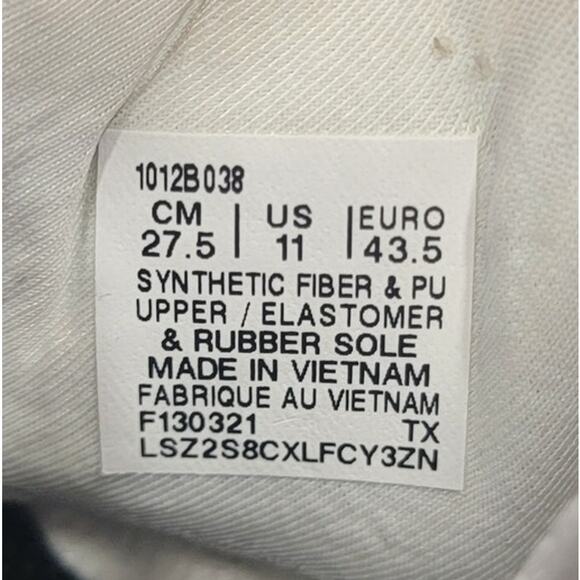 1012B038
CM | US | EURO
27.5 | 11 | 43.5
SYNTHETIC FIBER & PU
UPPER / ELASTOMER
& RUBBER SOLE
MADE IN VIETNAM
FABRIQUE AU VIETNAM
F130321 TX
LSZ2S8CXLFCY3ZN